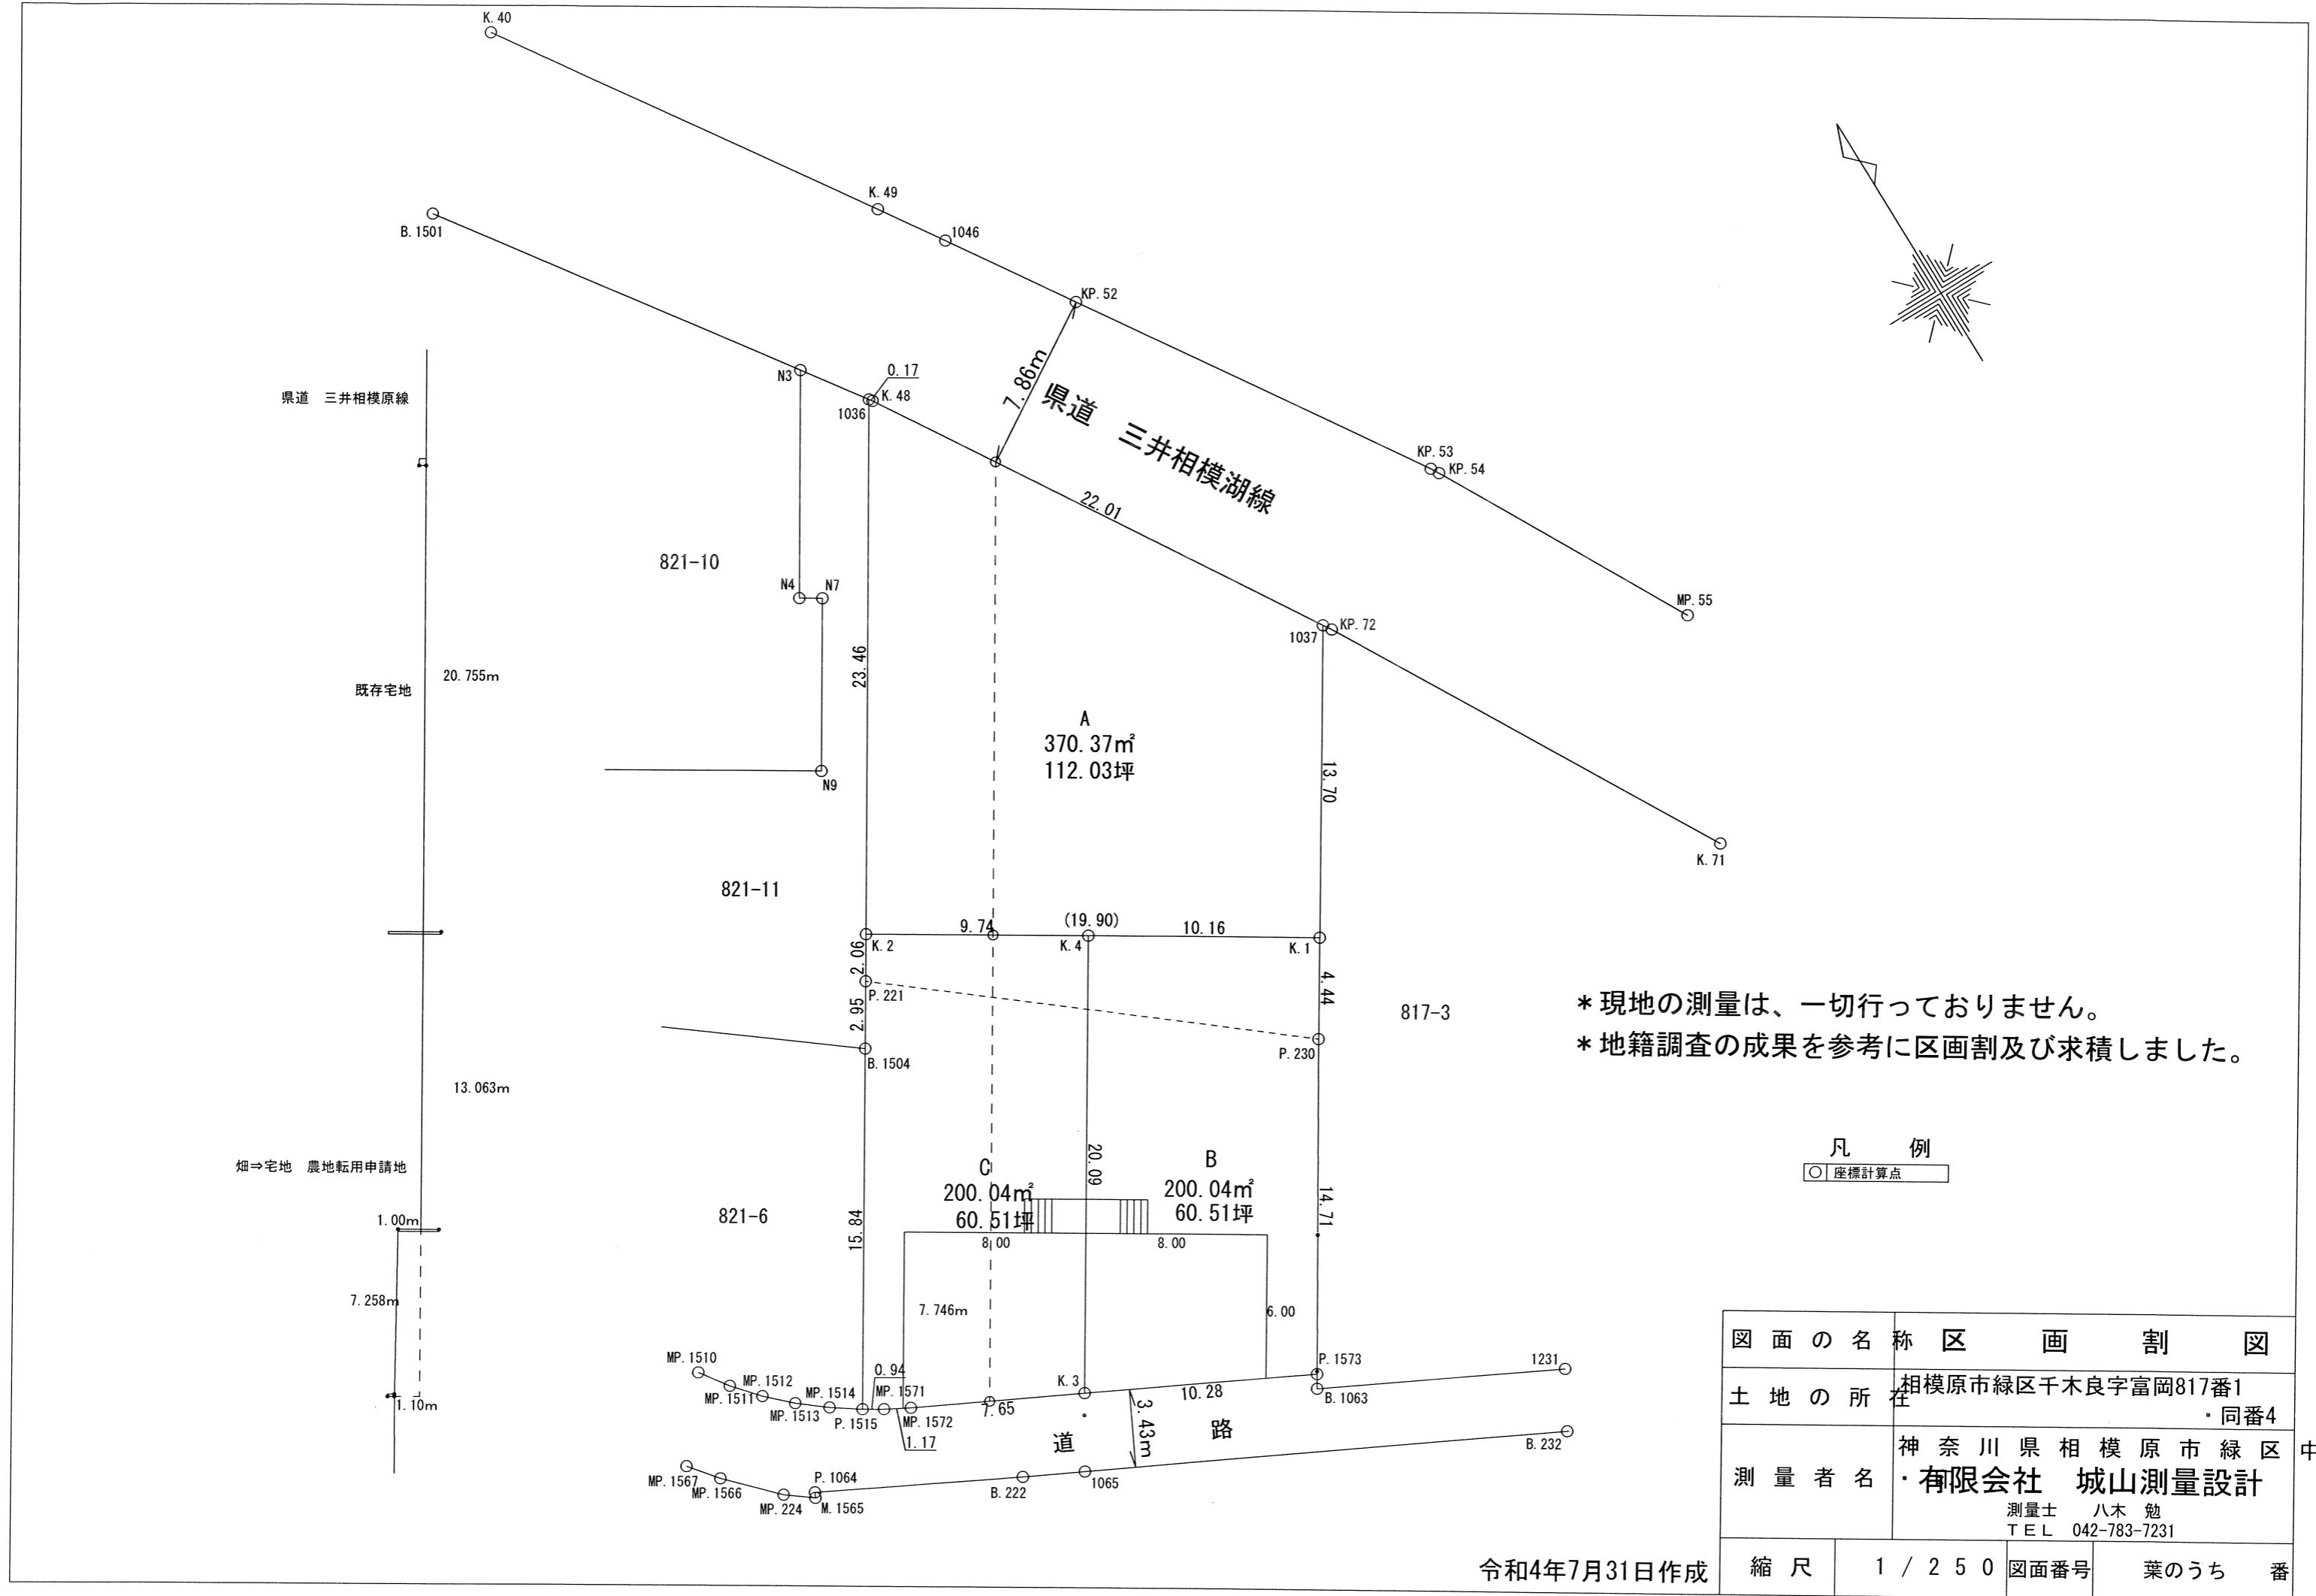 K.40
K.49
1046
B.1501
KP.52
N3
0.17
K.48
1036
7.86m
県道 三井相模湖線
県道 三井相模原線
KP.53
KP.54
22.01
821-10
N4
N7
MP.55
1037
KP.72
23.46
20.755m
既存宅地
A
370.37㎡
112.03坪
13.70
N9
K.71
821-11
9.74
(19.90)
10.16
K.2
K.4
K.1
2.06
P.221
4.44
2.95
817-3
P.230
B.1504
＊現地の測量は、一切行っておりません。
＊地籍調査の成果を参考に区画割及び求積しました。
13.063m
凡 例
座標計算点
畑⇒宅地 農地転用申請地
20.09
C
200.04㎡
60.51坪
B
200.04㎡
60.51坪
14.71
821-6
15.84
1.00m
8.00
8.00
7.258m
7.746m
6.00
MP.1510
MP.1512
MP.1511
MP.1514
MP.1513
0.94
MP.1571
P.1515
MP.1572
1.17
7.65
K.3
10.28
P.1573
1231
B.1063
1.10m
3.43m
道 路
B.232
MP.1567
MP.1566
P.1064
MP.224
M.1565
B.222
1065
図面の名称 区画割図
土地の所在 相模原市緑区千木良字富岡817番1
・同番4
測量者名 神奈川県相模原市緑区中
有限会社 城山測量設計
測量士 八木 勉
TEL 042-783-7231
縮尺 1/250 図面番号 葉のうち 番
令和4年7月31日作成